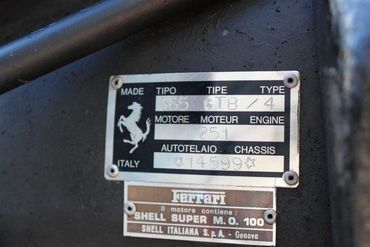 MADE TIPO TIPE TYPE
365 GTB /4
MOTORE MOTEUR ENGINE
251
AUTOTELAIO CHASSIS
ITALY *14599*
Ferrari
Il motore contiene:
SHELL SUPER M.O. 100
SHELL ITALIANA S.p.A. - Genova